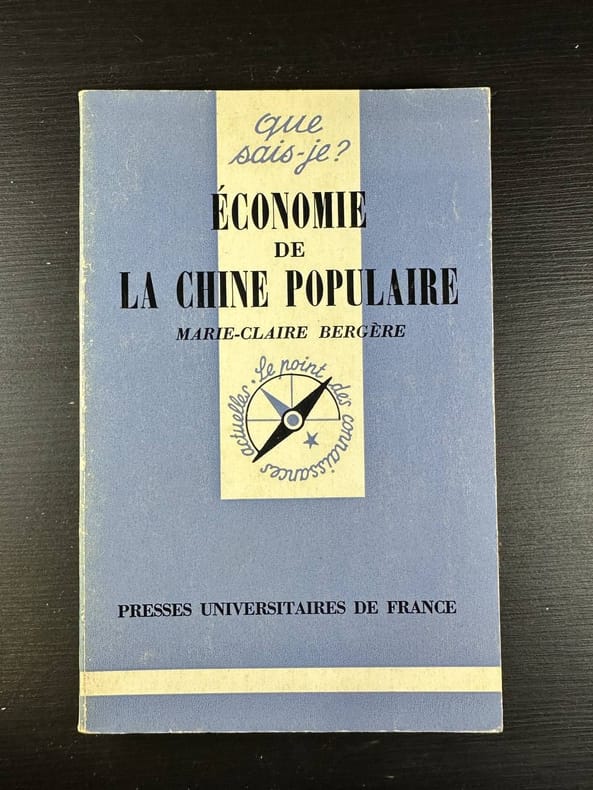 que
sais-je?
ÉCONOMIE
DE
LA CHINE POPULAIRE
MARIE-CLAIRE BERGÈRE
Le point des connaissances actuelles.
PRESSES UNIVERSITAIRES DE FRANCE